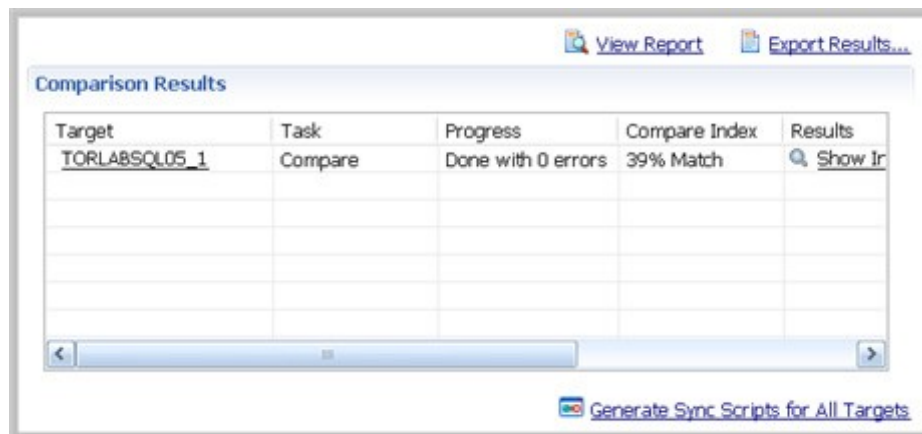 View Report Export Results...
Comparison Results
Target Task Progress Compare Index Results
TORLABSQL05_1 Compare Done with 0 errors 39% Match Show
Generate Sync Scripts for All Targets